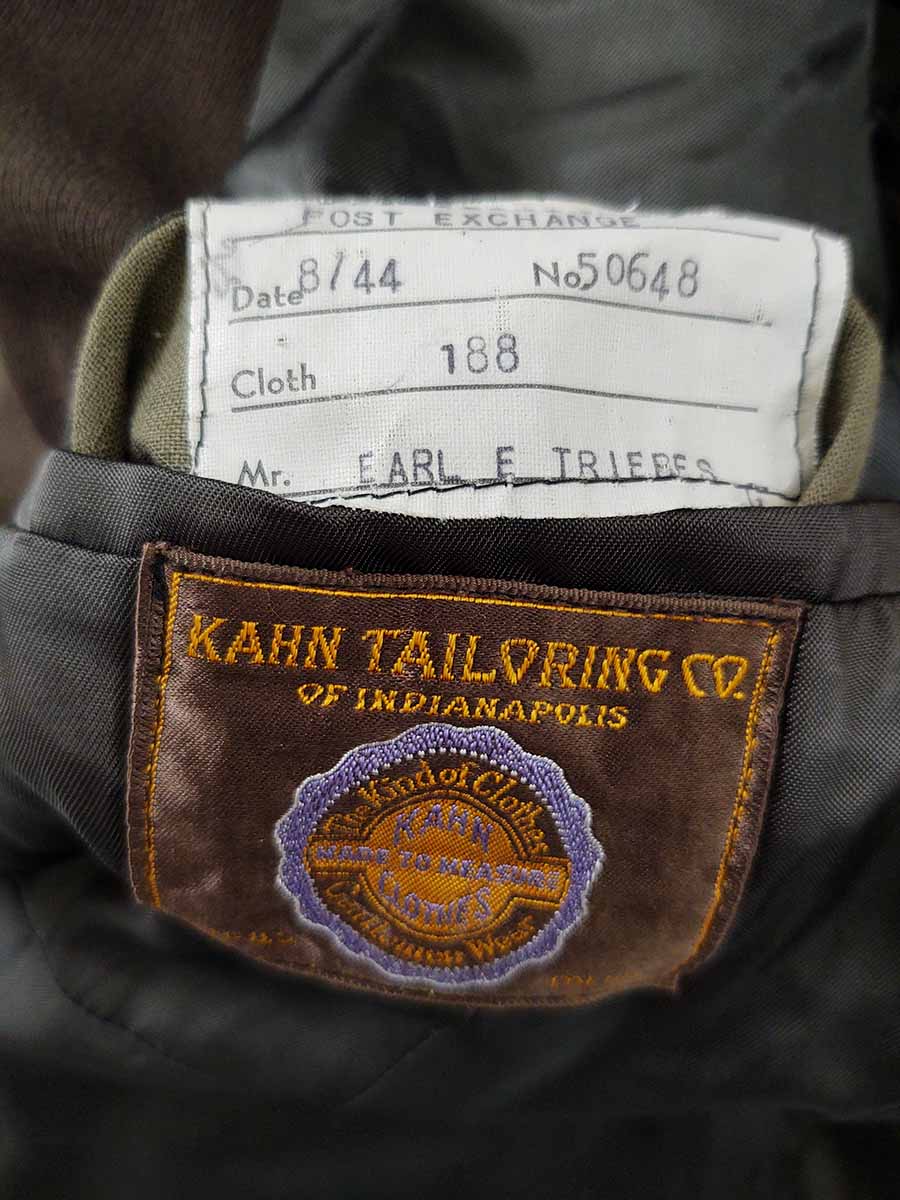 POST EXCHANGE
Date 8/44 No. 50648
Cloth 188
Mr. EARL E TRIEBES
KAHN TAILORING CO.
OF INDIANAPOLIS
The Kind of Clothes
KAHN
MADE TO MEASURE
CLOTHES
Gentlemen Wear